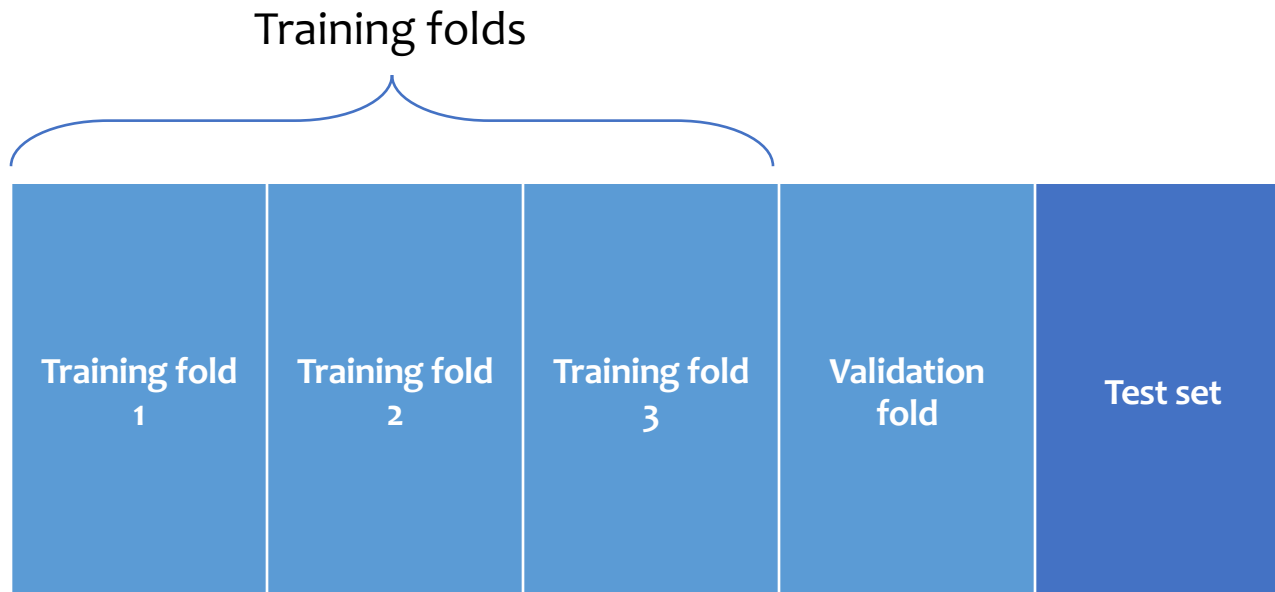 Training folds
Training fold
1
Training fold
2
Training fold
3
Validation
fold
Test set